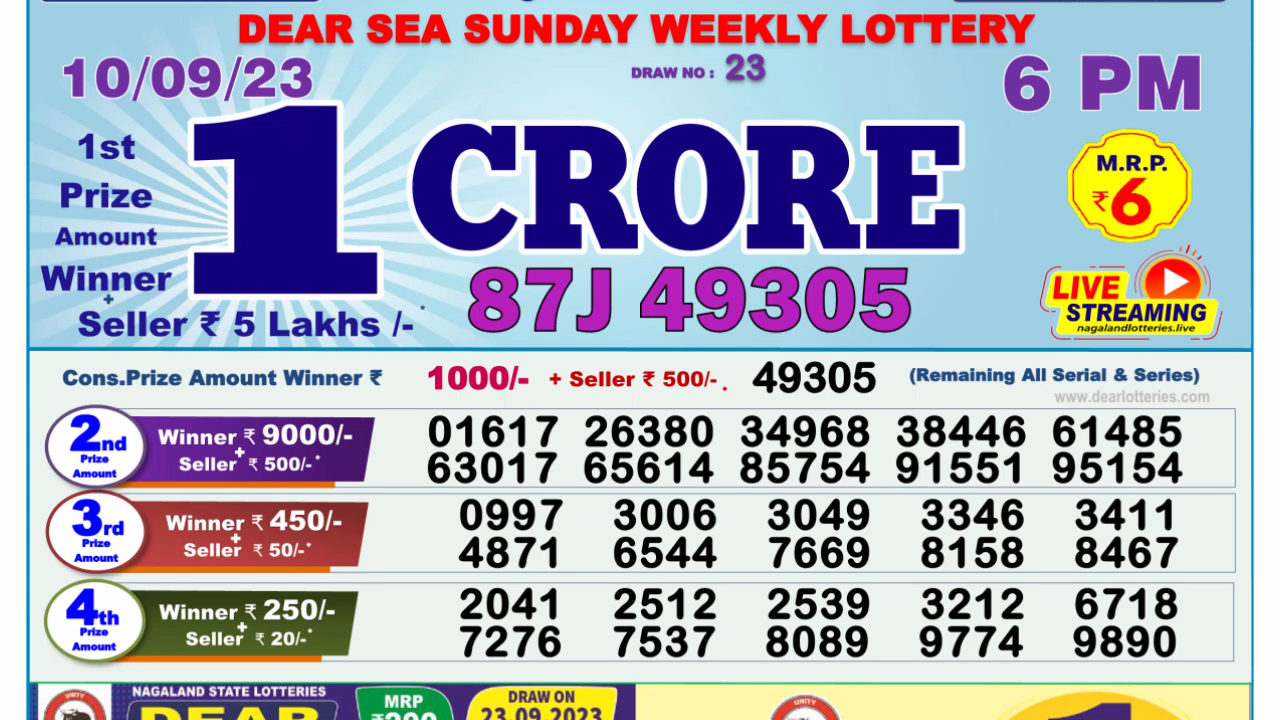 DEAR SEA SUNDAY WEEKLY LOTTERY
10/09/23
DRAW NO : 23
6 PM
1st
Prize
Amount
Winner
+
Seller ₹ 5 Lakhs /- *
1 CRORE
87J 49305
M.R.P.
₹6
LIVE
STREAMING
nagalandlotteries.live
Cons.Prize Amount Winner ₹ 1000/- + Seller ₹ 500/- . 49305 (Remaining All Serial & Series)
www.dearlotteries.com
2nd
Prize
Amount
Winner ₹ 9000/-
+
Seller ₹ 500/-*
01617 26380 34968 38446 61485
63017 65614 85754 91551 95154
3rd
Prize
Amount
Winner ₹ 450/-
+
Seller ₹ 50/-*
0997 3006 3049 3346 3411
4871 6544 7669 8158 8467
4th
Prize
Amount
Winner ₹ 250/-
+
Seller ₹ 20/-*
2041 2512 2539 3212 6718
7276 7537 8089 9774 9890
UNITY
NAGALAND STATE LOTTERIES
DEAR
MRP
DRAW ON
23.09.2023
UNITY
1